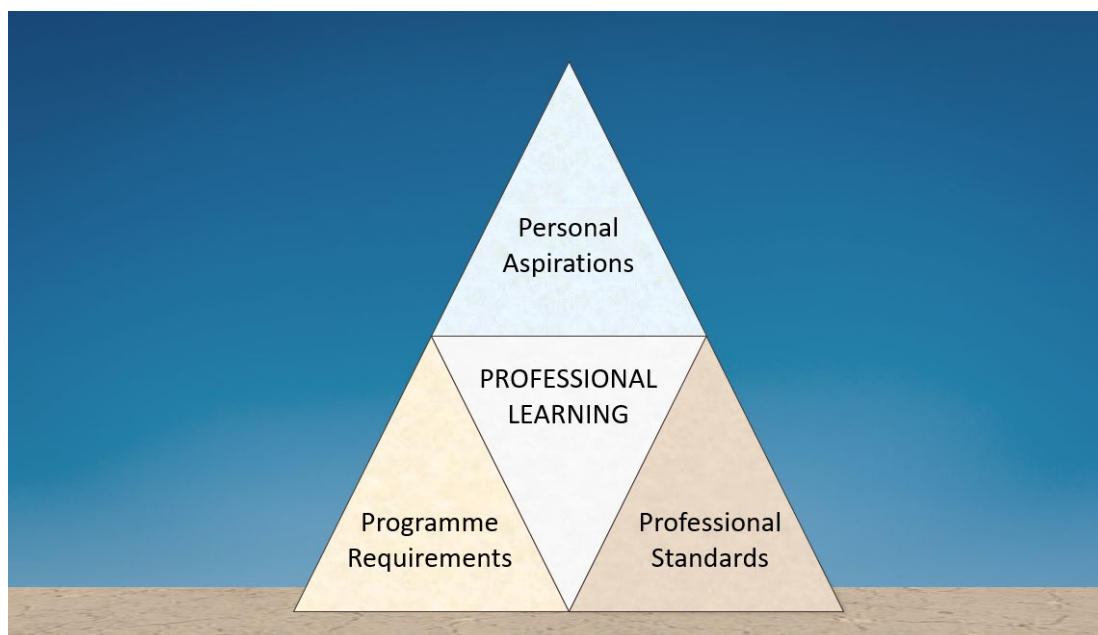 Personal
Aspirations
PROFESSIONAL
LEARNING
Programme
Requirements
Professional
Standards